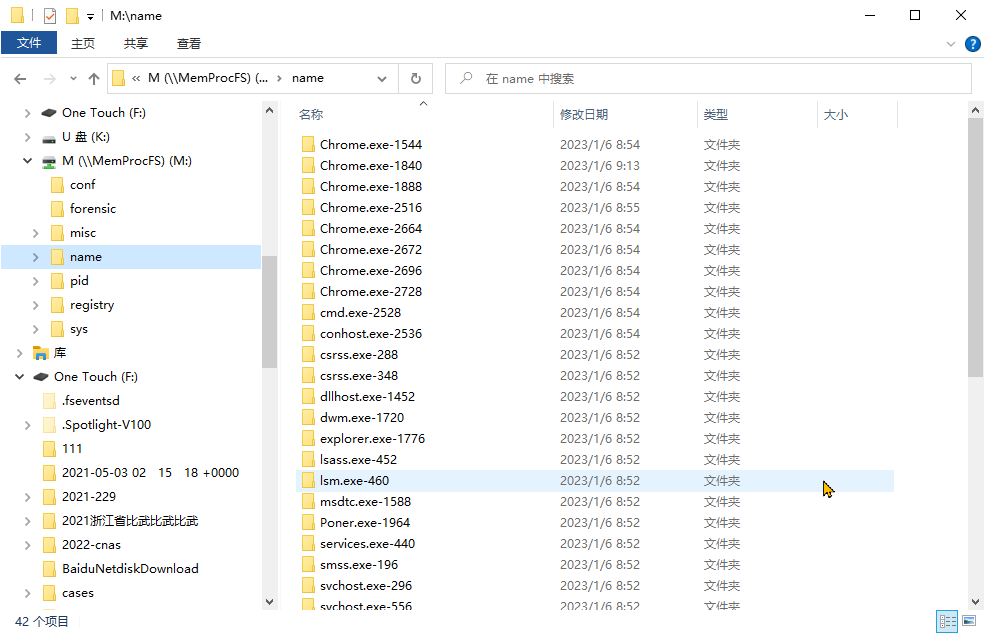 M:\name
文件 主页 共享 查看
« M (\\MemProcFS) (... › name
在 name 中搜索
One Touch (F:)
U 盘 (K:)
M (\\MemProcFS) (M:)
conf
forensic
misc
name
pid
registry
sys
库
One Touch (F:)
.fseventsd
.Spotlight-V100
111
2021-05-03 02 15 18 +0000
2021-229
2021浙江省比武比武比武
2022-cnas
BaiduNetdiskDownload
cases
名称 修改日期 类型 大小
Chrome.exe-1544 2023/1/6 8:54 文件夹
Chrome.exe-1840 2023/1/6 9:13 文件夹
Chrome.exe-1888 2023/1/6 8:54 文件夹
Chrome.exe-2516 2023/1/6 8:55 文件夹
Chrome.exe-2664 2023/1/6 8:54 文件夹
Chrome.exe-2672 2023/1/6 8:54 文件夹
Chrome.exe-2696 2023/1/6 8:54 文件夹
Chrome.exe-2728 2023/1/6 8:54 文件夹
cmd.exe-2528 2023/1/6 8:54 文件夹
conhost.exe-2536 2023/1/6 8:54 文件夹
csrss.exe-288 2023/1/6 8:52 文件夹
csrss.exe-348 2023/1/6 8:52 文件夹
dllhost.exe-1452 2023/1/6 8:52 文件夹
dwm.exe-1720 2023/1/6 8:52 文件夹
explorer.exe-1776 2023/1/6 8:52 文件夹
lsass.exe-452 2023/1/6 8:52 文件夹
lsm.exe-460 2023/1/6 8:52 文件夹
msdtc.exe-1588 2023/1/6 8:52 文件夹
Poner.exe-1964 2023/1/6 8:52 文件夹
services.exe-440 2023/1/6 8:52 文件夹
smss.exe-196 2023/1/6 8:52 文件夹
svchost.exe-296 2023/1/6 8:52 文件夹
svchost.exe-556 2023/1/6 8:52 文件夹
42 个项目